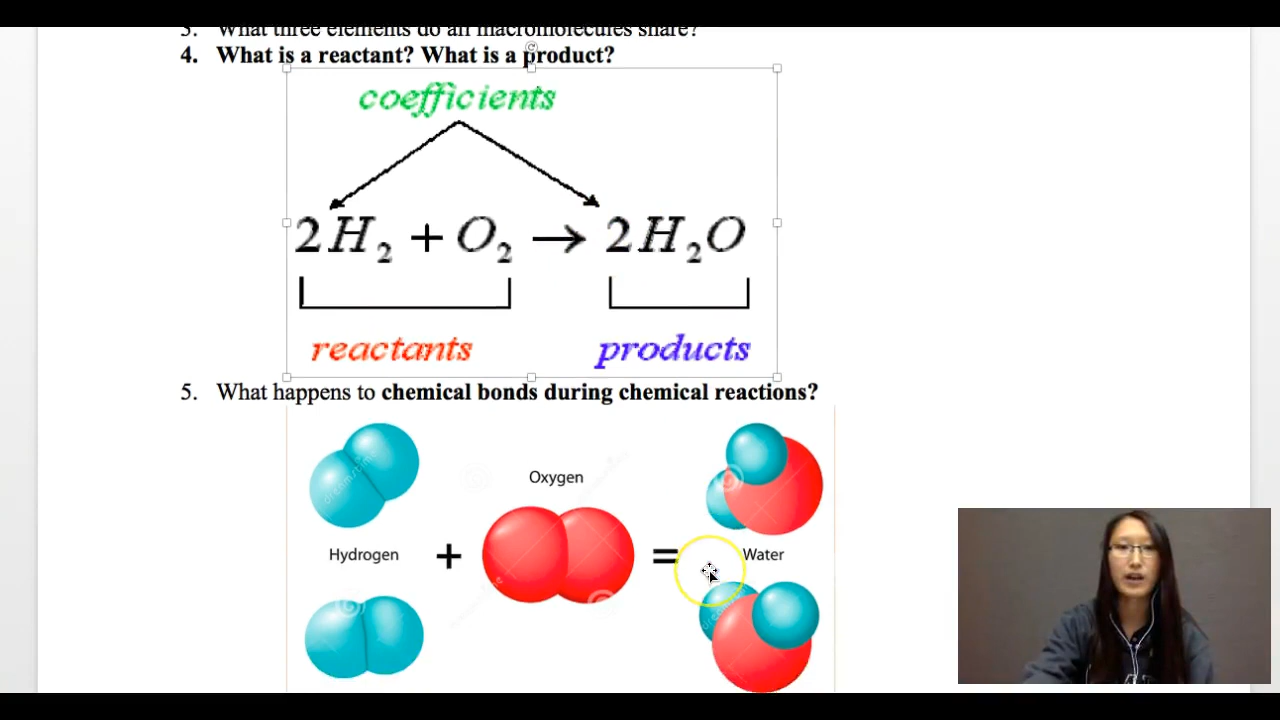 3. What three elements do all macromolecules share?
4. What is a reactant? What is a product?
coefficients
2H₂ + O₂ → 2H₂O
reactants products
5. What happens to chemical bonds during chemical reactions?
Oxygen
Hydrogen + = Water